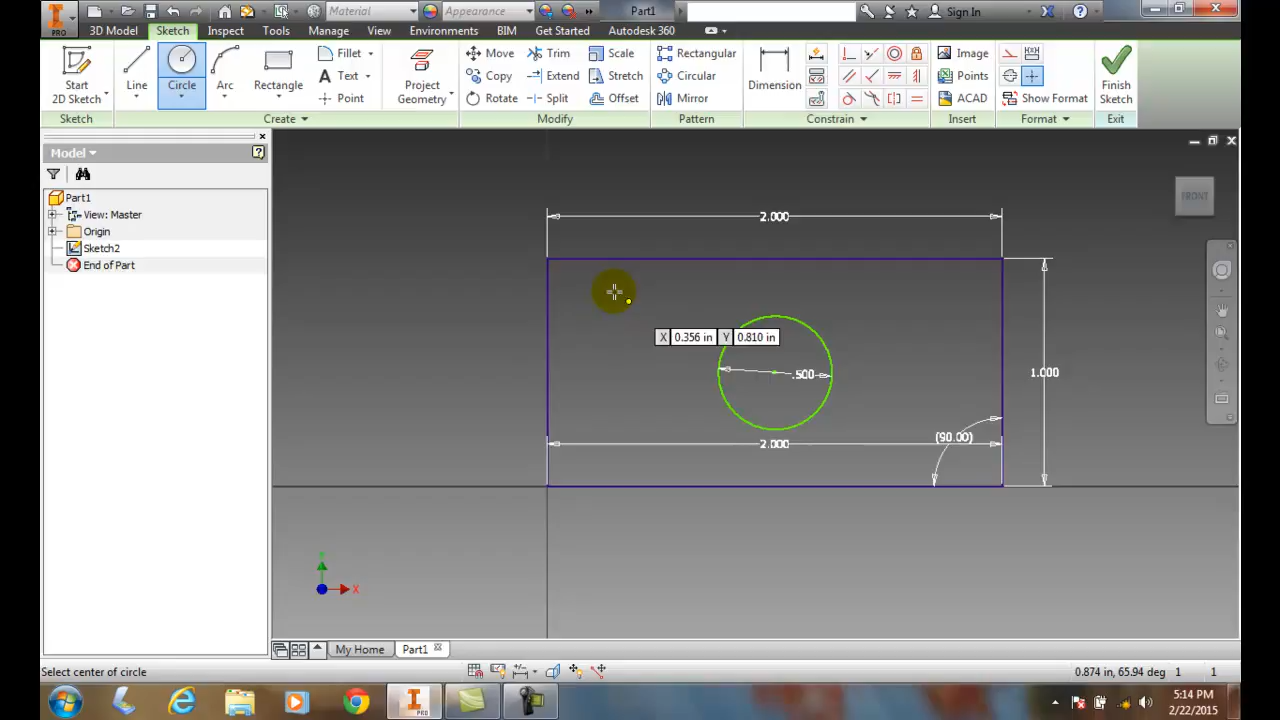 Material Appearance Part1 Sign In
PRO 3D Model Sketch Inspect Tools Manage View Environments BIM Get Started Autodesk 360
Start 2D Sketch Line Circle Arc Rectangle Fillet Text Point Project Geometry Move Copy Rotate Trim Extend Split Scale Stretch Offset Rectangular Circular Mirror Dimension Image Points ACAD Show Format Finish Sketch
Sketch Create Modify Pattern Constrain Insert Format Exit
Model
Part1
View: Master
Origin
Sketch2
End of Part
FRONT
2.000
X 0.356 in Y 0.810 in
.500
1.000
(90.00)
2.000
Y
X
My Home Part1
Select center of circle 0.874 in, 65.94 deg 1 1
PRO
5:14 PM
2/22/2015